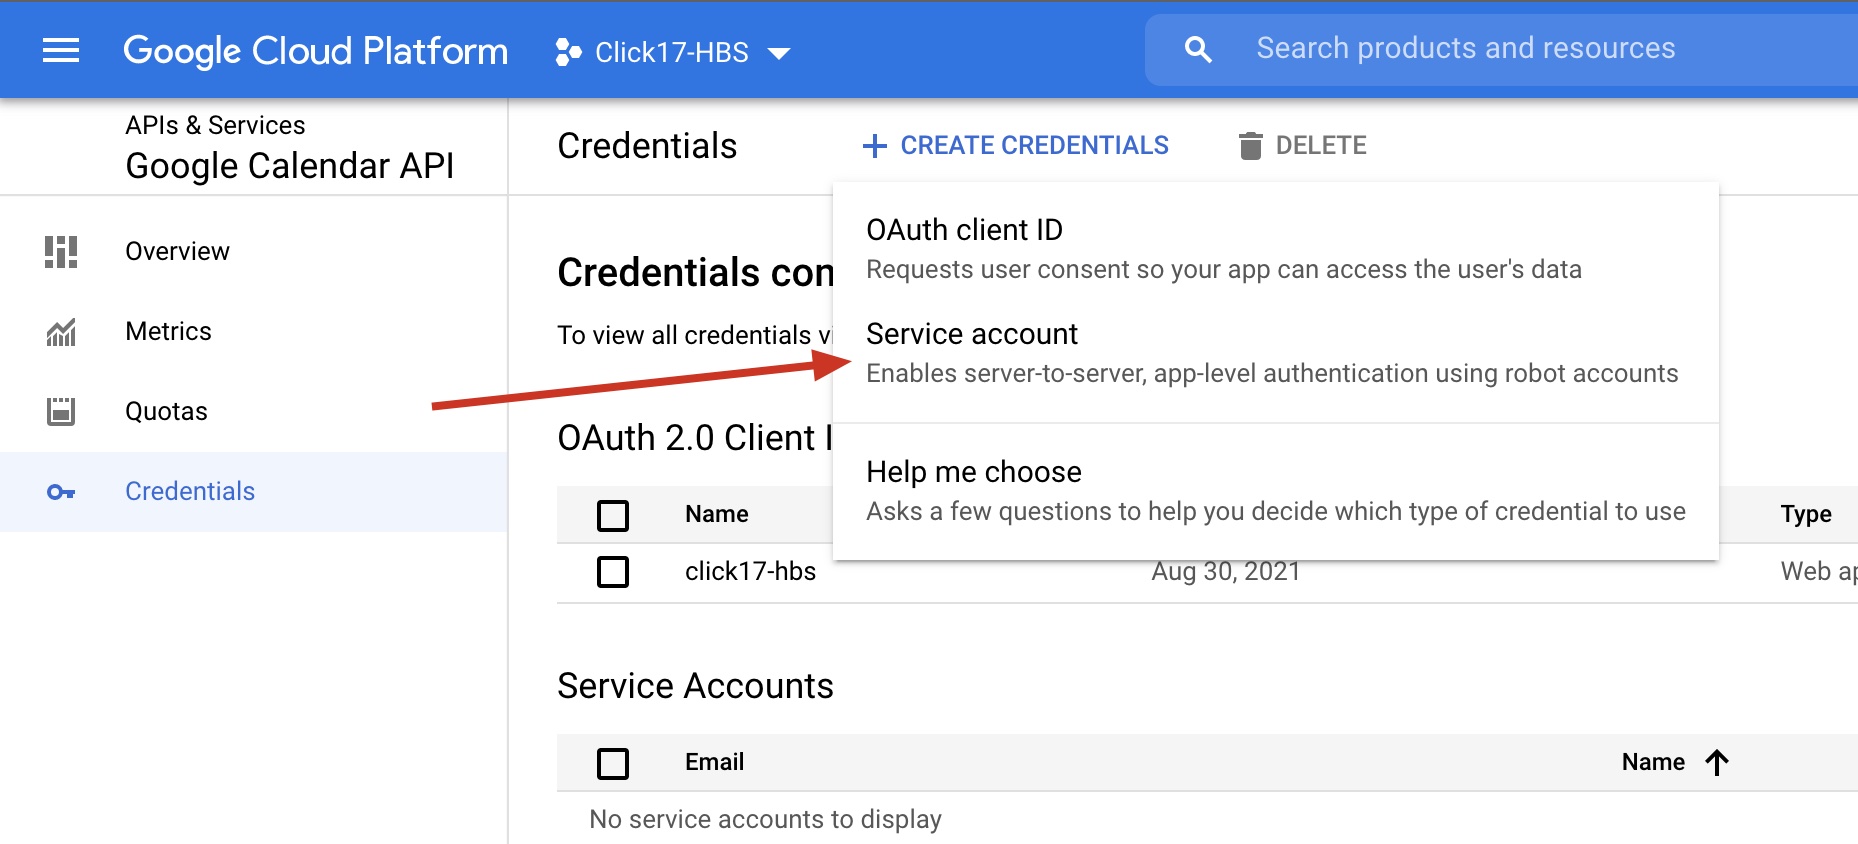 Google Cloud Platform
Click17-HBS
Search products and resources
APIs & Services
Google Calendar API
Overview
Metrics
Quotas
Credentials
Credentials
CREATE CREDENTIALS
DELETE
OAuth client ID
Requests user consent so your app can access the user's data
Service account
Enables server-to-server, app-level authentication using robot accounts
Help me choose
Asks a few questions to help you decide which type of credential to use
Credentials com
To view all credentials vi
OAuth 2.0 Client I
Name
Type
click17-hbs
Aug 30, 2021
Web ap
Service Accounts
Email
Name
No service accounts to display